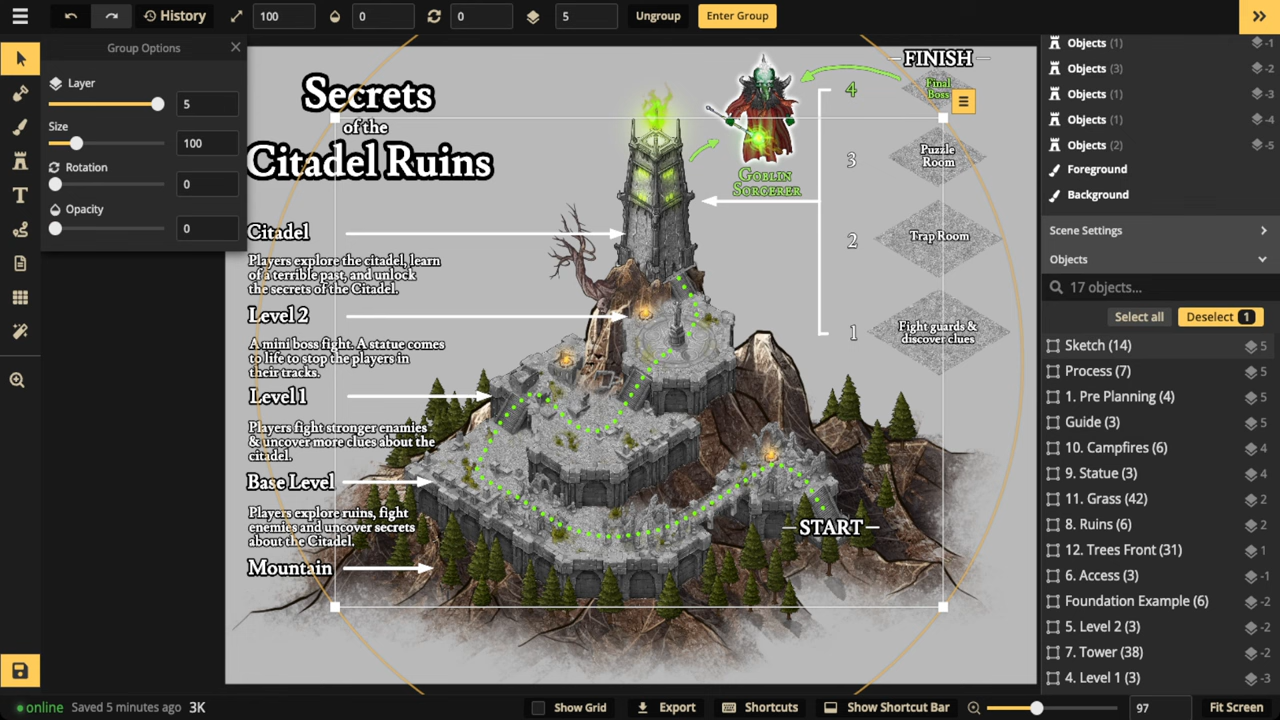 History
100
0
0
5
Ungroup
Enter Group
Group Options
Layer
5
Size
100
Rotation
0
Opacity
0
Secrets
of the
Citadel Ruins
Citadel
Players explore the citadel, learn
of a terrible past, and unlock
the secrets of the Citadel.
Level 2
A mini boss fight. A statue comes
to life to stop the players in
their tracks.
Level 1
Players fight stronger enemies
& uncover more clues about the
citadel.
Base Level
Players explore ruins, fight
enemies and uncover secrets
about the Citadel.
Mountain
Goblin
Sorcerer
— FINISH —
4
Final
Boss
3
Puzzle
Room
2
Trap Room
1
Fight guards &
discover clues
— START —
Objects (1) -1
Objects (3) -2
Objects (1) -3
Objects (1) -4
Objects (2) -5
Foreground
Background
Scene Settings
Objects
17 objects...
Select all
Deselect 1
Sketch (14) 5
Process (7) 5
1. Pre Planning (4) 5
Guide (3) 5
10. Campfires (6) 4
9. Statue (3) 4
11. Grass (42) 2
8. Ruins (6) 2
12. Trees Front (31) 1
6. Access (3) -1
Foundation Example (6) -2
5. Level 2 (3) -2
7. Tower (38) -2
4. Level 1 (3) -3
online
Saved 5 minutes ago
3K
Show Grid
Export
Shortcuts
Show Shortcut Bar
97
Fit Screen